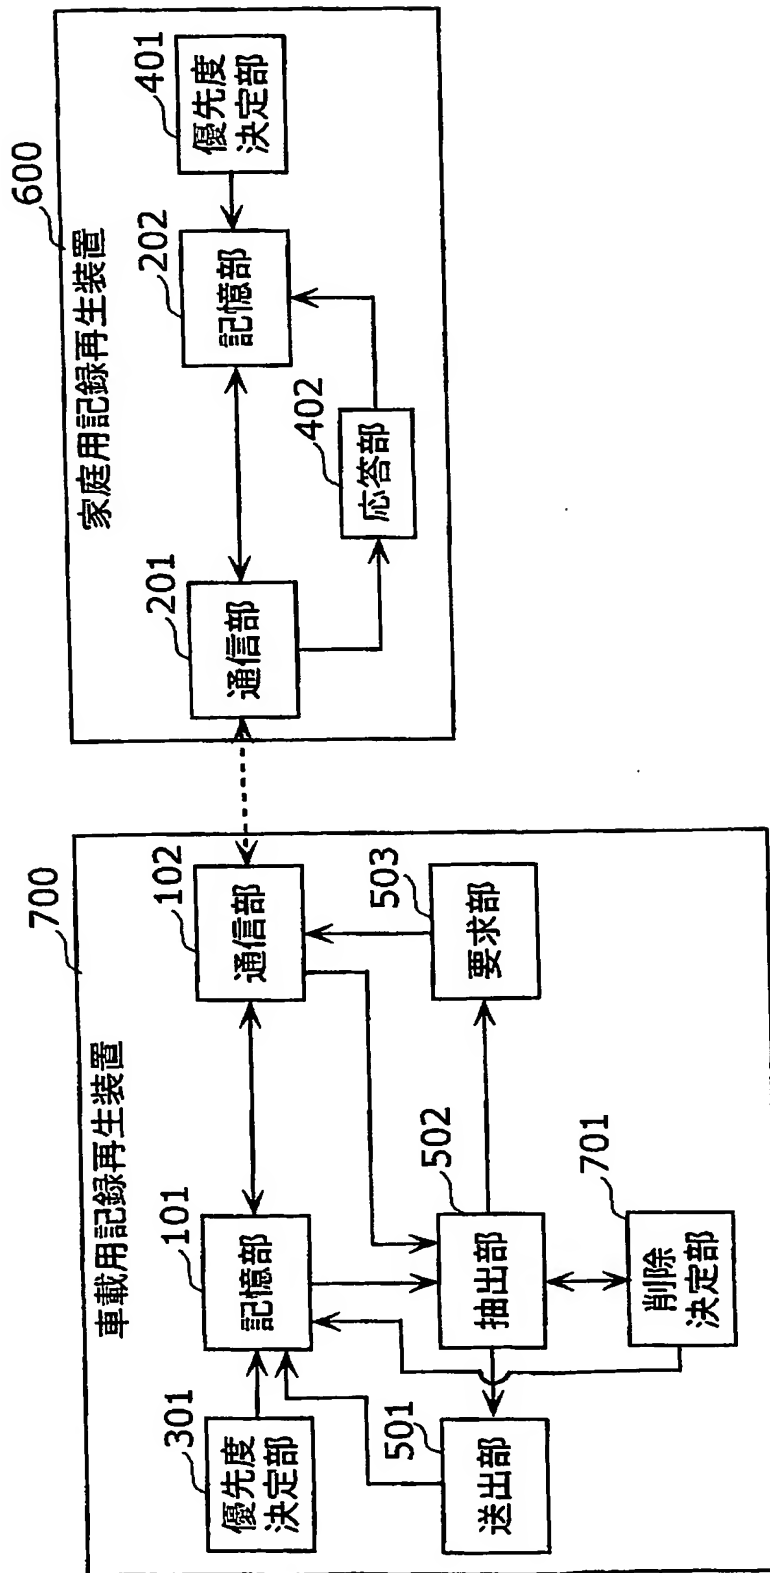 700
車載用記録再生装置
301
優先度
決定部
101
記憶部
102
通信部
501
送出部
502
抽出部
503
要求部
701
削除
決定部
600
家庭用記録再生装置
201
通信部
202
記憶部
401
優先度
決定部
402
応答部